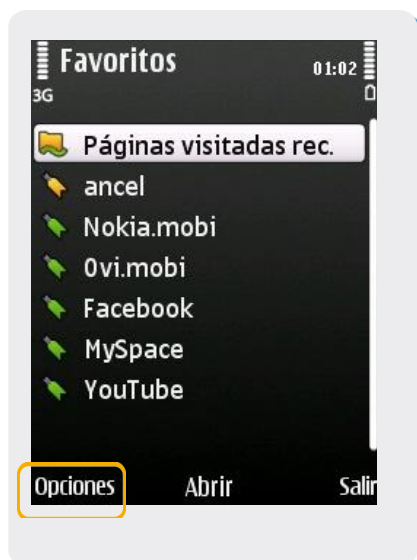 Favoritos 01:02
3G
Páginas visitadas rec.
ancel
Nokia.mobi
Ovi.mobi
Facebook
MySpace
YouTube
Opciones Abrir Salir